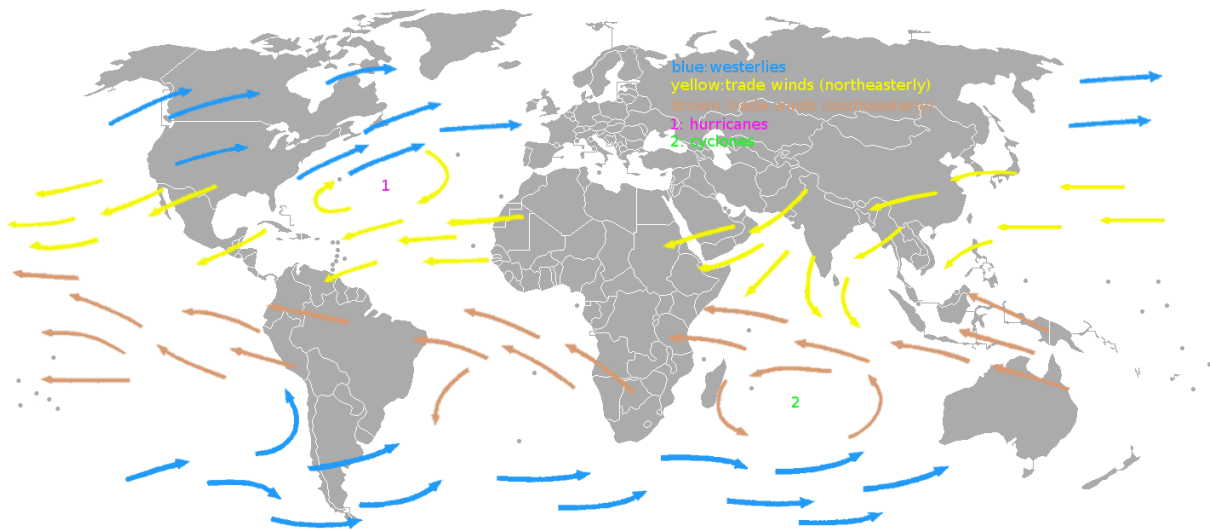 blue:westerlies
yellow:trade winds (northeasterly)
brown:trade winds (southeasterly)
1: hurricanes
2: cyclones
1
2